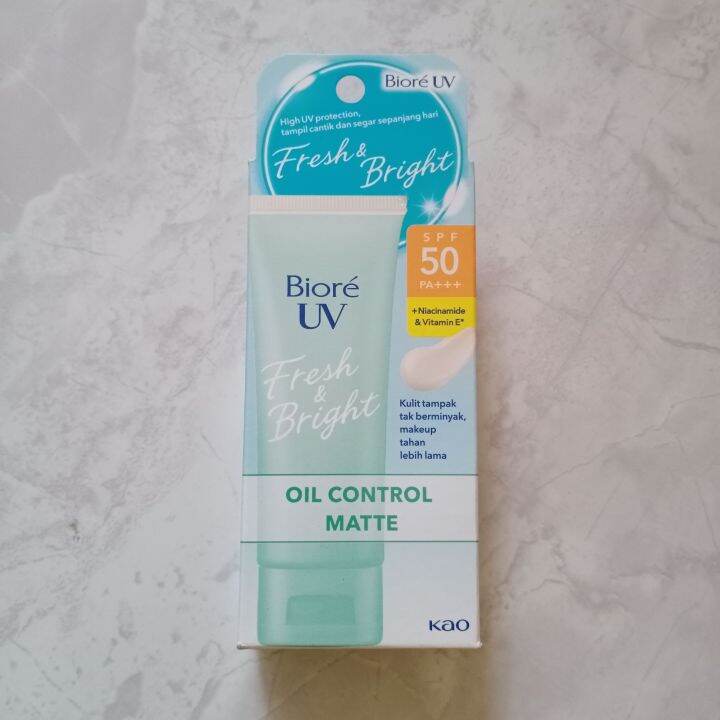 Bioré UV
High UV protection,
tampil cantik dan segar sepanjang hari
Fresh &
Bright
SPF
50
PA+++
+Niacinamide
& Vitamin E*
Bioré
UV
Fresh
&
Bright
Kulit tampak
tak berminyak,
makeup
tahan
lebih lama
OIL CONTROL
MATTE
Kao